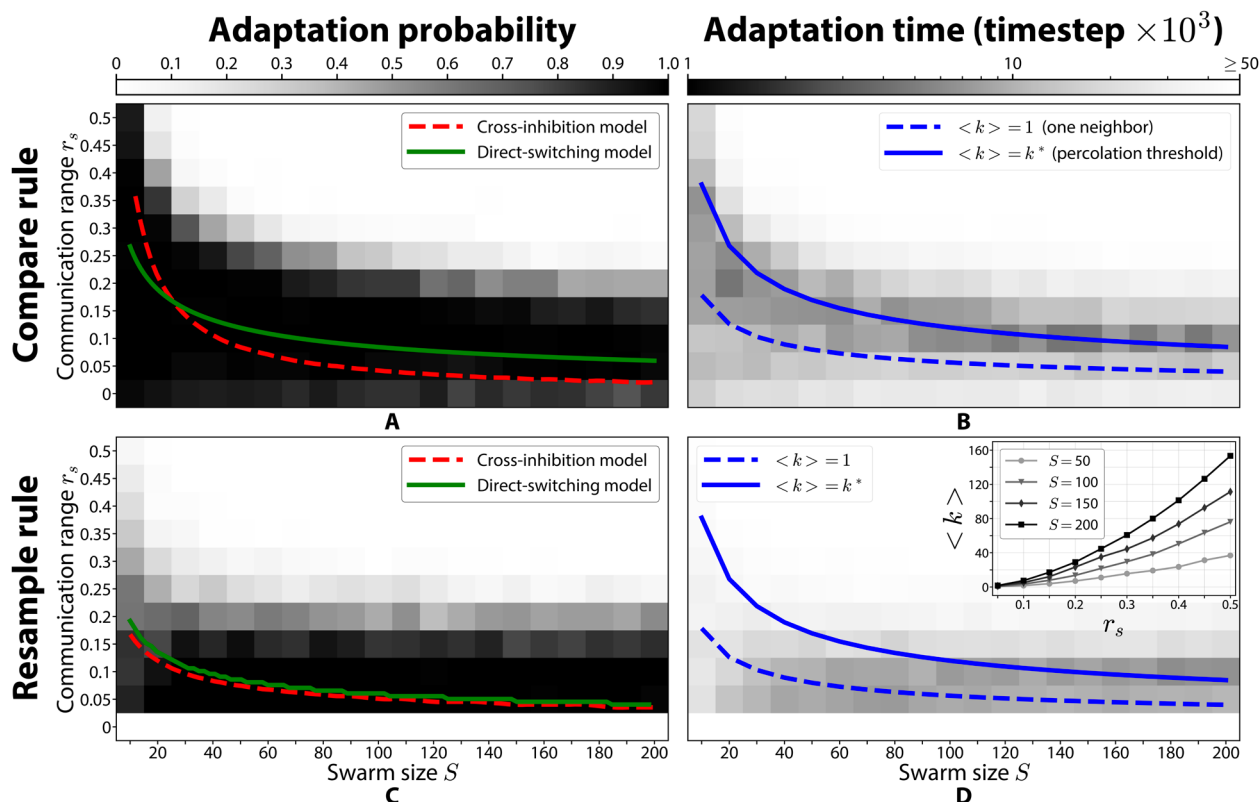 Adaptation probability
Adaptation time (timestep ×10³)
0 0.1 0.2 0.3 0.4 0.5 0.6 0.7 0.8 0.9 1.0
1 10 ≥50
Compare rule
Communication range r_s
0.5
0.45
0.4
0.35
0.3
0.25
0.2
0.15
0.1
0.05
0
Cross-inhibition model
Direct-switching model
<k> = 1 (one neighbor)
<k> = k* (percolation threshold)
A
B
Resample rule
Communication range r_s
0.5
0.45
0.4
0.35
0.3
0.25
0.2
0.15
0.1
0.05
0
Cross-inhibition model
Direct-switching model
20 40 60 80 100 120 140 160 180 200
Swarm size S
C
<k> = 1
<k> = k*
<k>
160
120
80
40
0
S = 50
S = 100
S = 150
S = 200
0.1 0.2 0.3 0.4 0.5
r_s
20 40 60 80 100 120 140 160 180 200
Swarm size S
D